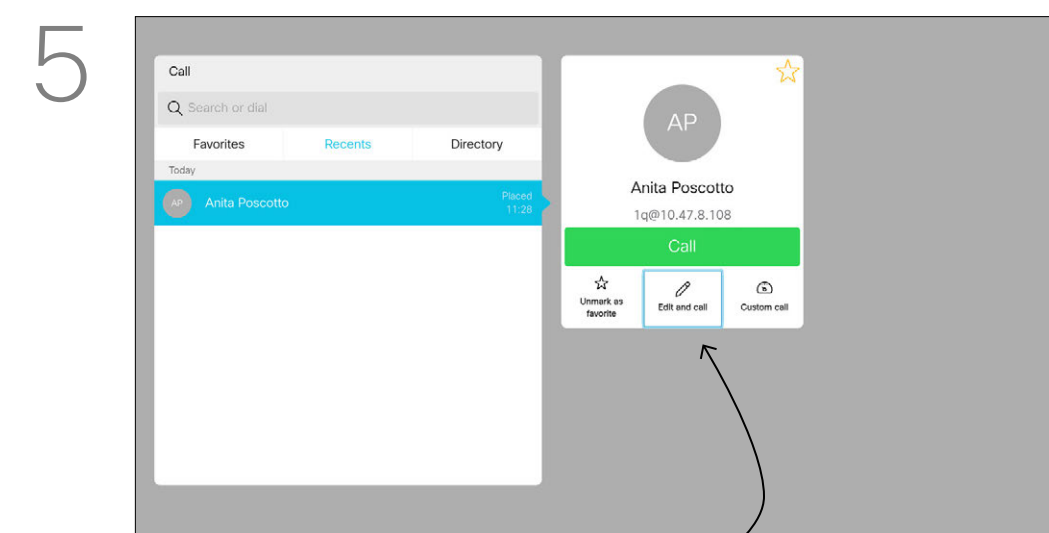 5
Call
Search or dial
Favorites Recents Directory
Today
AP Anita Poscotto Placed
11:28
AP
Anita Poscotto
1q@10.47.8.108
Call
Unmark as
favorite
Edit and call
Custom call